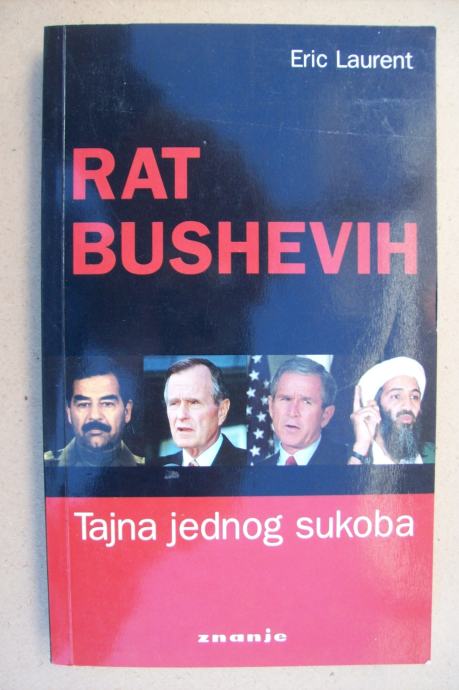 Eric Laurent
RAT
BUSHEVIH
Tajna jednog sukoba
znanje